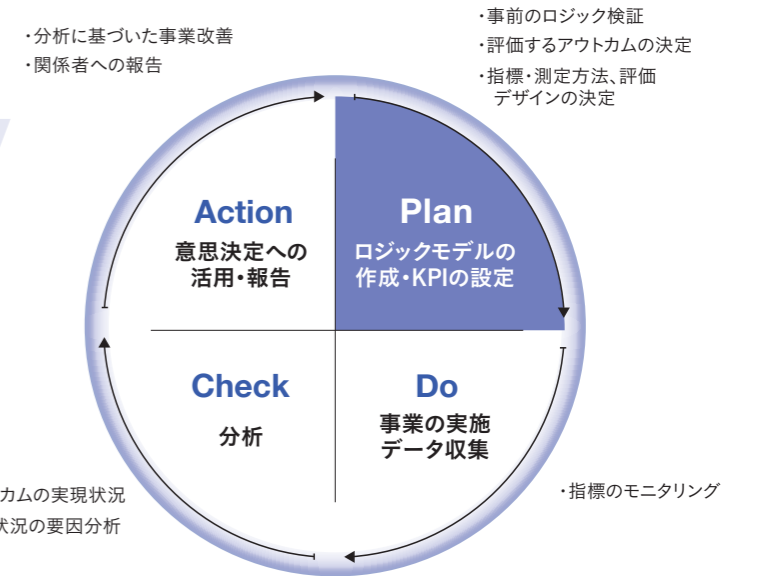 ・分析に基づいた事業改善
・関係者への報告
・事前のロジック検証
・評価するアウトカムの決定
・指標・測定方法、評価
デザインの決定
Action
意思決定への
活用・報告
Plan
ロジックモデルの
作成・KPIの設定
Check
分析
Do
事業の実施
データ収集
カムの実現状況
状況の要因分析
・指標のモニタリング